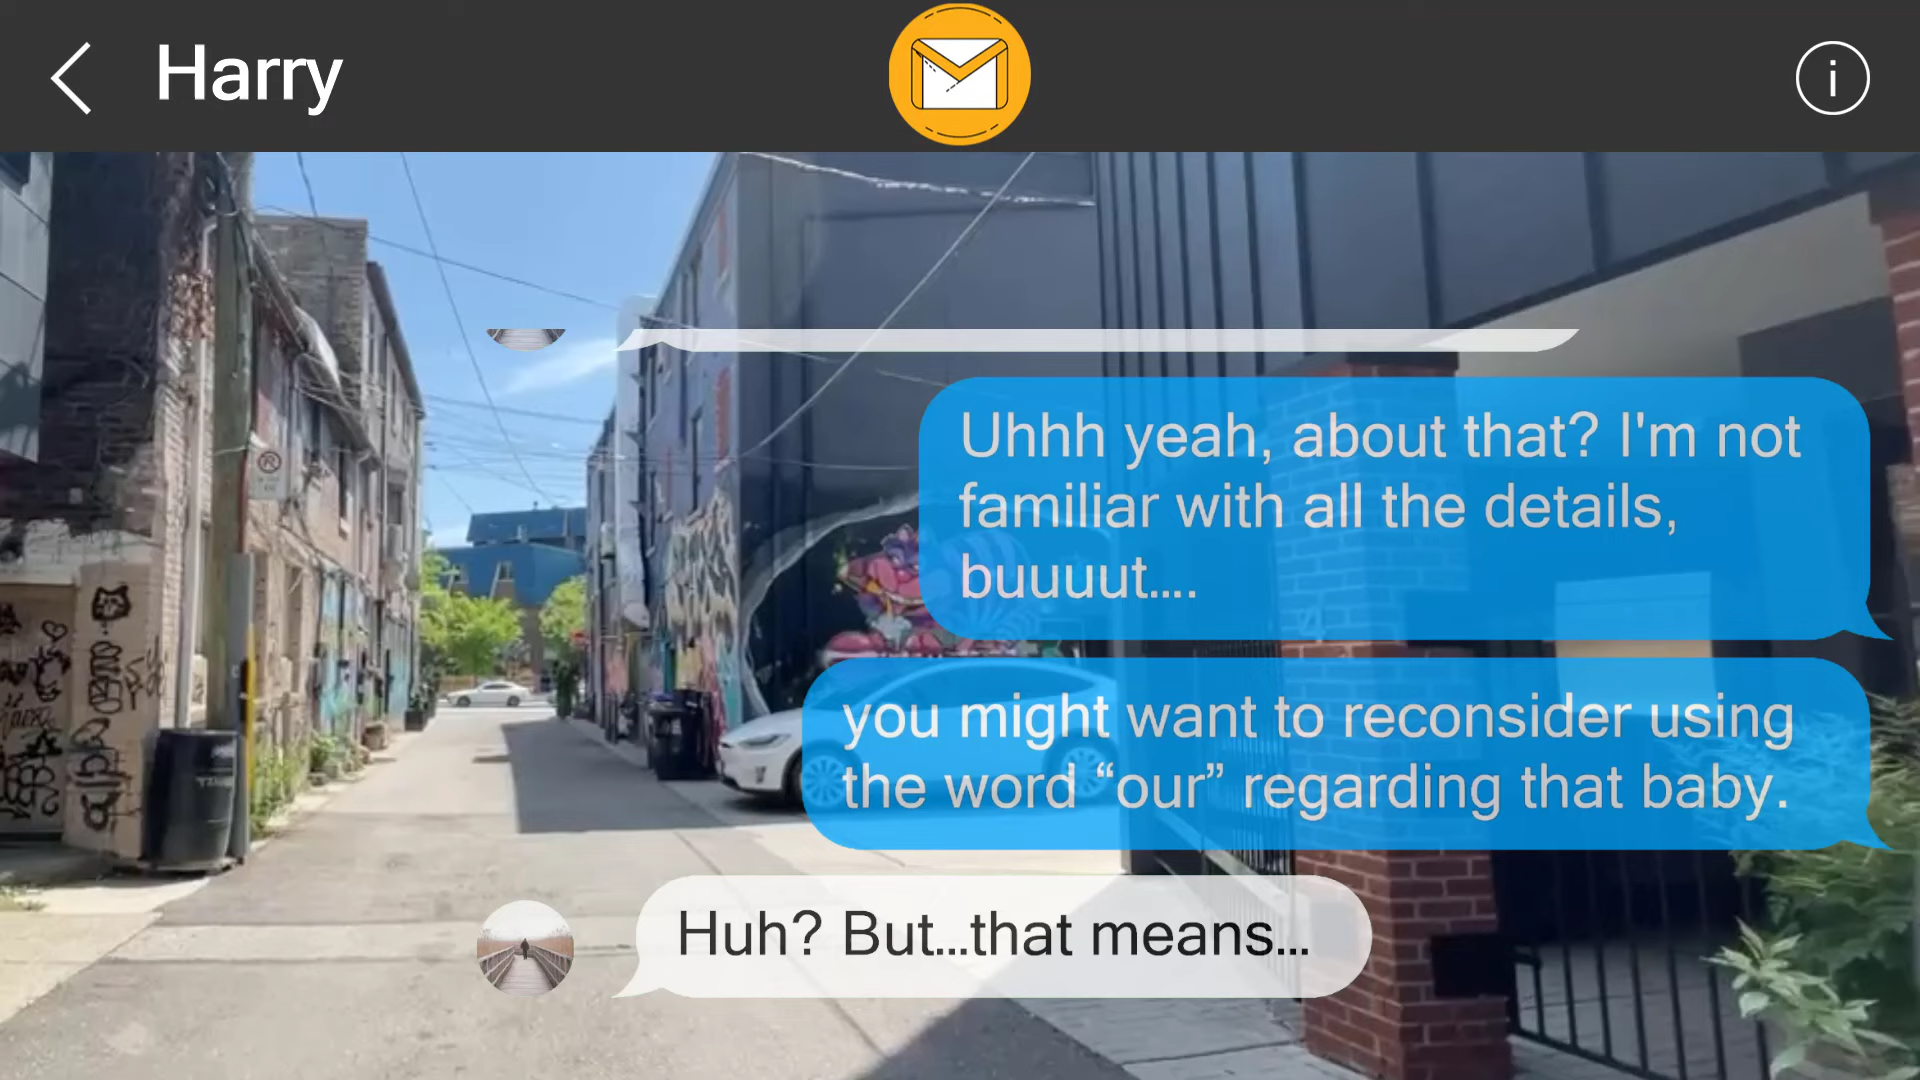 Harry
Uhhh yeah, about that? I'm not
familiar with all the details,
buuuut....
you might want to reconsider using
the word “our” regarding that baby.
Huh? But...that means...